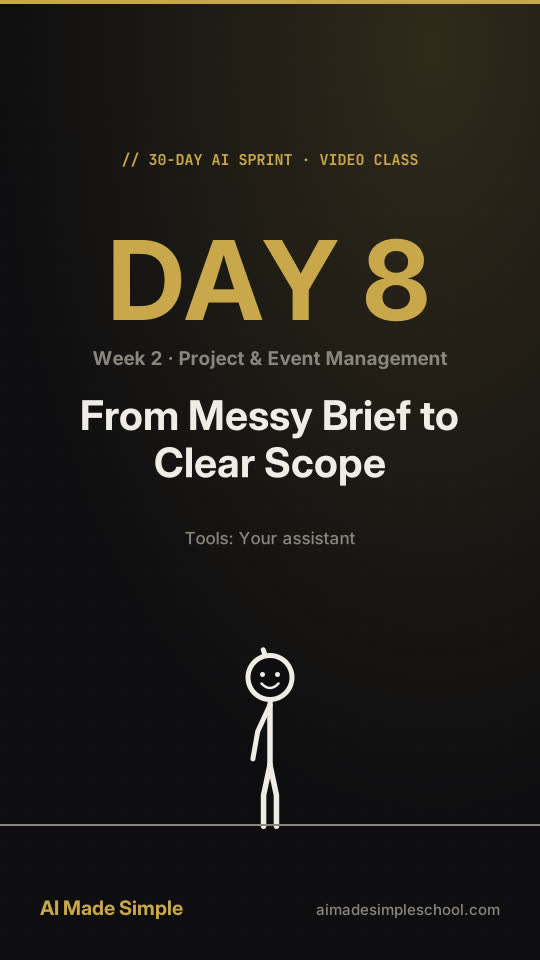 // 30-DAY AI SPRINT · VIDEO CLASS
DAY 8
Week 2 · Project & Event Management
From Messy Brief to
Clear Scope
Tools: Your assistant
AI Made Simple
aimadesimpleschool.com